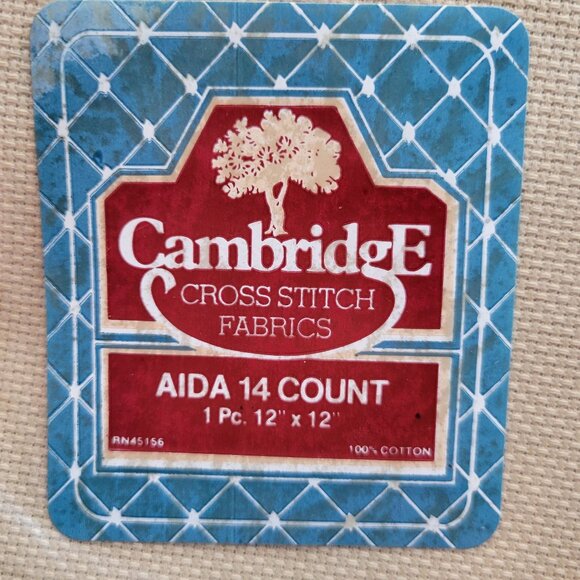 CambridgE
CROSS STITCH
FABRICS
AIDA 14 COUNT
1 Pc. 12" x 12"
RN45156
100% COTTON